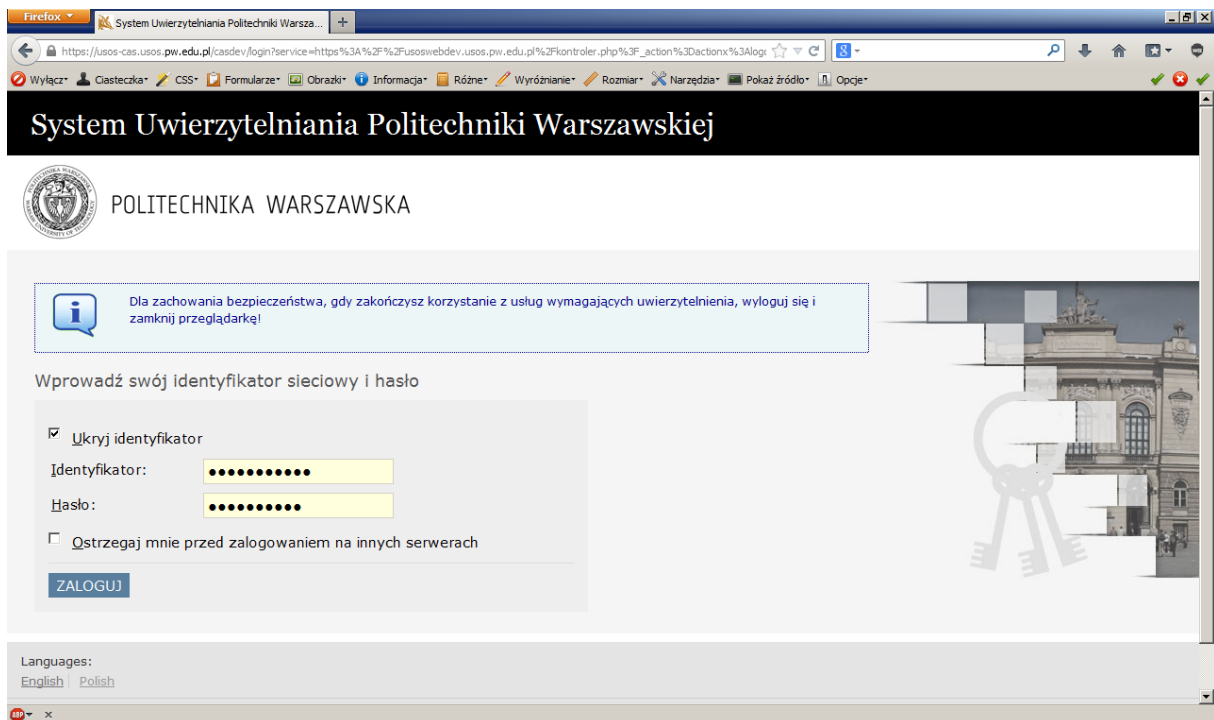 Firefox
System Uwierzytelniania Politechniki Warsza...
https://usos-cas.usos.pw.edu.pl/casdev/login?service=https%3A%2F%2Fusoswebdev.usos.pw.edu.pl%2Fkontroler.php%3F_action%3Dactionx%3Alog
Wyłącz Ciasteczka CSS Formularze Obrazki Informacja Różne Wyróżnianie Rozmiar Narzędzia Pokaż źródło Opcje
System Uwierzytelniania Politechniki Warszawskiej
POLITECHNIKA WARSZAWSKA
Dla zachowania bezpieczeństwa, gdy zakończysz korzystanie z usług wymagających uwierzytelnienia, wyloguj się i
zamknij przeglądarkę!
Wprowadź swój identyfikator sieciowy i hasło
Ukryj identyfikator
Identyfikator:
Hasło:
Ostrzegaj mnie przed zalogowaniem na innych serwerach
ZALOGUJ
Languages:
English Polish
ABP